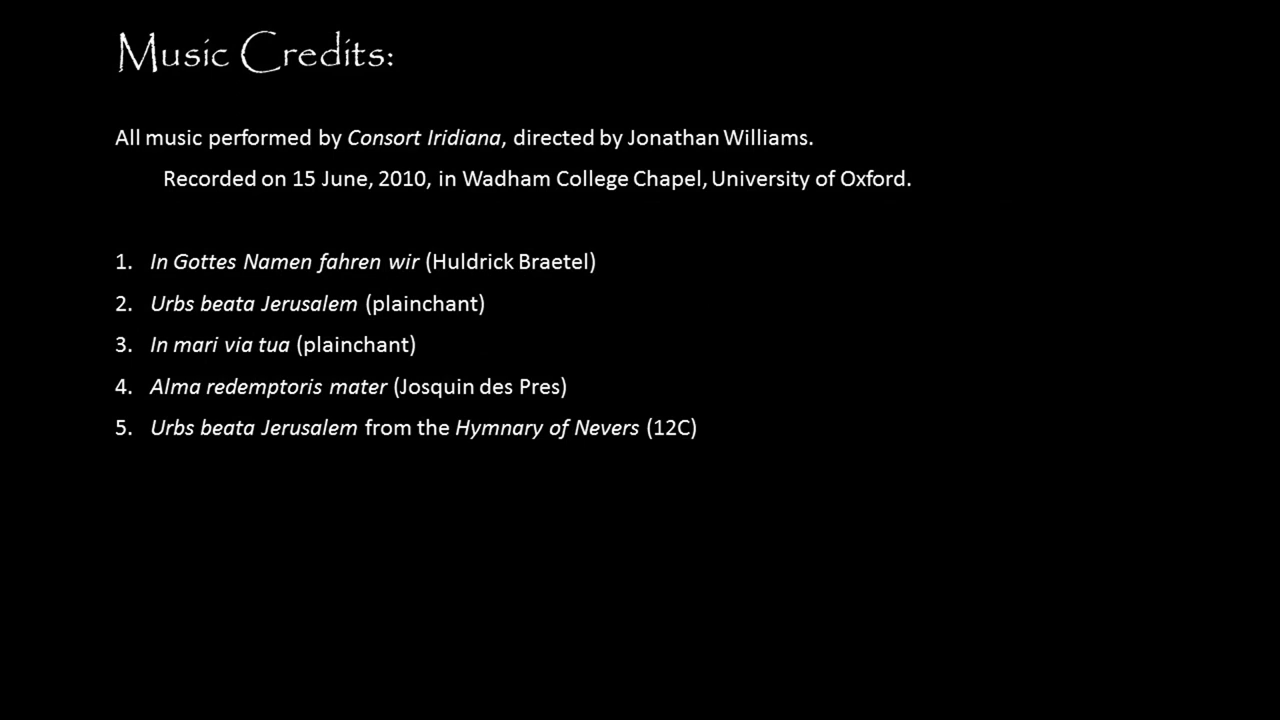 Music Credits:
All music performed by Consort Iridiana, directed by Jonathan Williams.
Recorded on 15 June, 2010, in Wadham College Chapel, University of Oxford.
1. In Gottes Namen fahren wir (Huldrick Braetel)
2. Urbs beata Jerusalem (plainchant)
3. In mari via tua (plainchant)
4. Alma redemptoris mater (Josquin des Pres)
5. Urbs beata Jerusalem from the Hymnary of Nevers (12C)